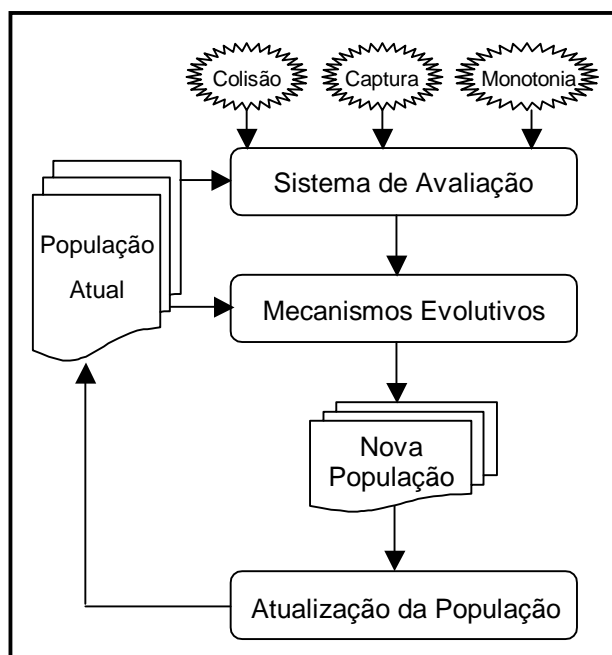 Colisão
Captura
Monotonia
Sistema de Avaliação
População
Atual
Mecanismos Evolutivos
Nova
População
Atualização da População